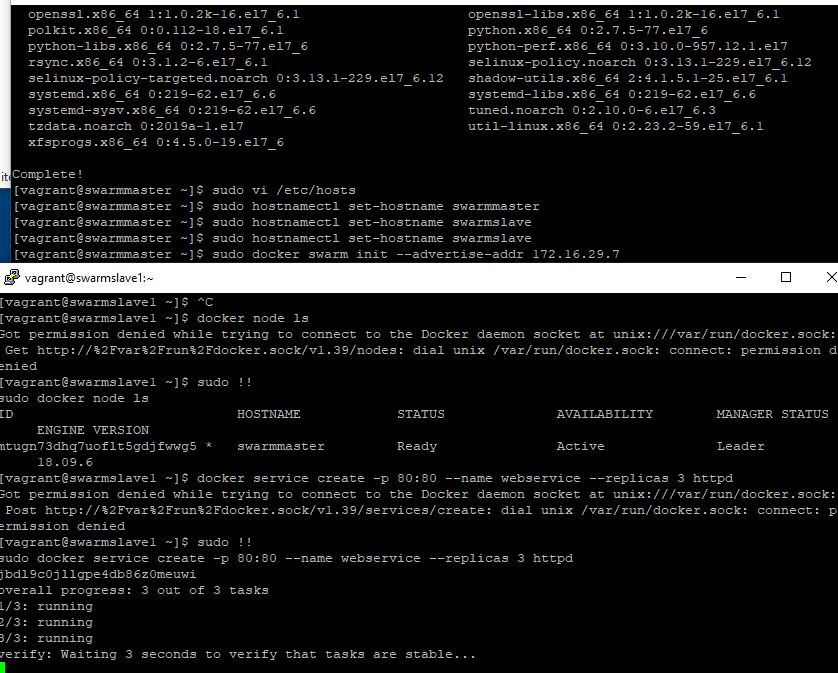 openssl.x86_64 1:1.0.2k-16.el7_6.1 openssl-libs.x86_64 1:1.0.2k-16.el7_6.1
polkit.x86_64 0:0.112-18.el7_6.1 python.x86_64 0:2.7.5-77.el7_6
python-libs.x86_64 0:2.7.5-77.el7_6 python-perf.x86_64 0:3.10.0-957.12.1.el7
rsync.x86_64 0:3.1.2-6.el7_6.1 selinux-policy.noarch 0:3.13.1-229.el7_6.12
selinux-policy-targeted.noarch 0:3.13.1-229.el7_6.12 shadow-utils.x86_64 2:4.1.5.1-25.el7_6.1
systemd.x86_64 0:219-62.el7_6.6 systemd-libs.x86_64 0:219-62.el7_6.6
systemd-sysv.x86_64 0:219-62.el7_6.6 tuned.noarch 0:2.10.0-6.el7_6.3
tzdata.noarch 0:2019a-1.el7 util-linux.x86_64 0:2.23.2-59.el7_6.1
xfsprogs.x86_64 0:4.5.0-19.el7_6
ite
Complete!
[vagrant@swarmmaster ~]$ sudo vi /etc/hosts
[vagrant@swarmmaster ~]$ sudo hostnamectl set-hostname swarmmaster
[vagrant@swarmmaster ~]$ sudo hostnamectl set-hostname swarmslave
[vagrant@swarmmaster ~]$ sudo hostnamectl set-hostname swarmslave
[vagrant@swarmmaster ~]$ sudo docker swarm init --advertise-addr 172.16.29.7
vagrant@swarmslave1:~
[vagrant@swarmslave1 ~]$ ^C
[vagrant@swarmslave1 ~]$ docker node ls
Got permission denied while trying to connect to the Docker daemon socket at unix:///var/run/docker.sock:
Get http://%2Fvar%2Frun%2Fdocker.sock/v1.39/nodes: dial unix /var/run/docker.sock: connect: permission d
enied
[vagrant@swarmslave1 ~]$ sudo !!
sudo docker node ls
ID HOSTNAME STATUS AVAILABILITY MANAGER STATUS
ENGINE VERSION
mtugn73dhq7uoflt5gdjfwwg5 * swarmmaster Ready Active Leader
18.09.6
[vagrant@swarmslave1 ~]$ docker service create -p 80:80 --name webservice --replicas 3 httpd
Got permission denied while trying to connect to the Docker daemon socket at unix:///var/run/docker.sock:
Post http://%2Fvar%2Frun%2Fdocker.sock/v1.39/services/create: dial unix /var/run/docker.sock: connect: p
ermission denied
[vagrant@swarmslave1 ~]$ sudo !!
sudo docker service create -p 80:80 --name webservice --replicas 3 httpd
jbdl9c0jllgpe4db86z0meuwi
overall progress: 3 out of 3 tasks
1/3: running
2/3: running
3/3: running
verify: Waiting 3 seconds to verify that tasks are stable...